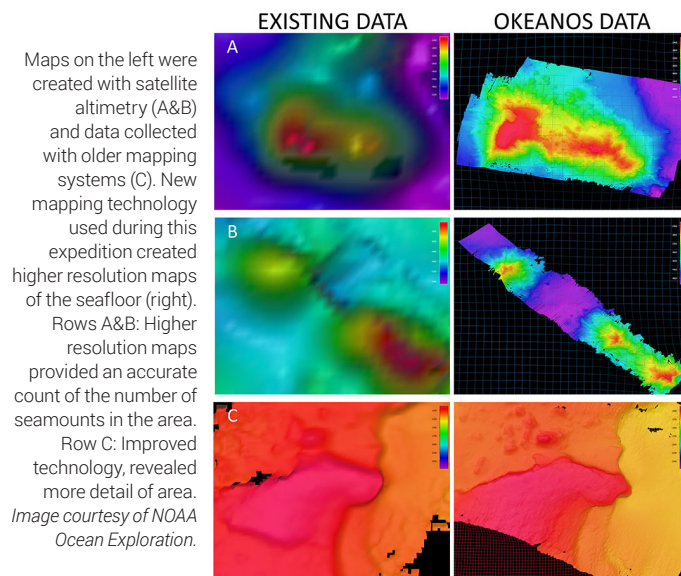 EXISTING DATA
OKEANOS DATA
Maps on the left were
created with satellite
altimetry (A&B)
and data collected
with older mapping
systems (C). New
mapping technology
used during this
expedition created
higher resolution maps
of the seafloor (right).
Rows A&B: Higher
resolution maps
provided an accurate
count of the number of
seamounts in the area.
Row C: Improved
technology, revealed
more detail of area.
Image courtesy of NOAA
Ocean Exploration.
A
B
C